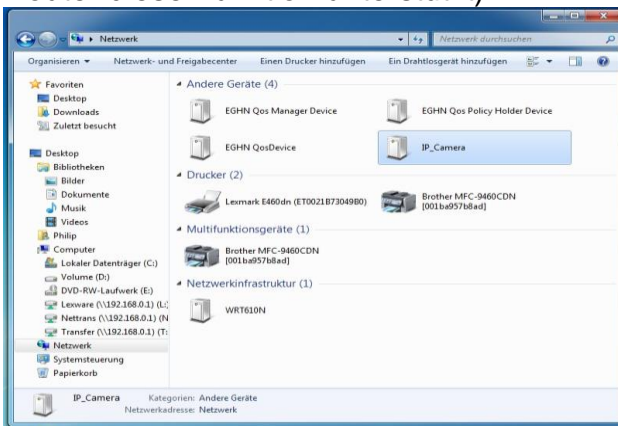 Netzwerk
Netzwerk durchsuchen
Organisieren
Netzwerk- und Freigabecenter
Einen Drucker hinzufügen
Ein Drahtlosgerät hinzufügen
Favoriten
Desktop
Downloads
Zuletzt besucht
Desktop
Bibliotheken
Bilder
Dokumente
Musik
Videos
Philip
Computer
Lokaler Datenträger (C:)
Volume (D:)
DVD-RW-Laufwerk (E:)
Lexware (\\192.168.0.1) (L:)
Nettrans (\\192.168.0.1) (N
Transfer (\\192.168.0.1) (T:
Netzwerk
Systemsteuerung
Papierkorb
Andere Geräte (4)
EGHN Qos Manager Device
EGHN Qos Policy Holder Device
EGHN QosDevice
IP_Camera
Drucker (2)
Lexmark E460dn (ET0021B73049B0)
Brother MFC-9460CDN
[001ba957b8ad]
Multifunktionsgeräte (1)
Brother MFC-9460CDN
[001ba957b8ad]
Netzwerkinfrastruktur (1)
WRT610N
IP_Camera
Kategorien: Andere Geräte
Netzwerkadresse: Netzwerk